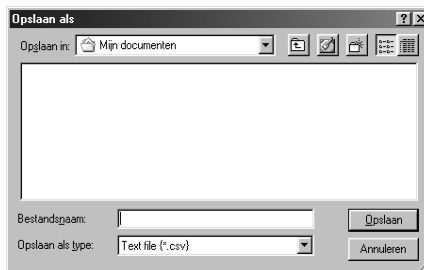 Opslaan als
Opslaan in: Mijn documenten
Bestandsnaam:
Opslaan
Opslaan als type: Text file {*.csv}
Annuleren